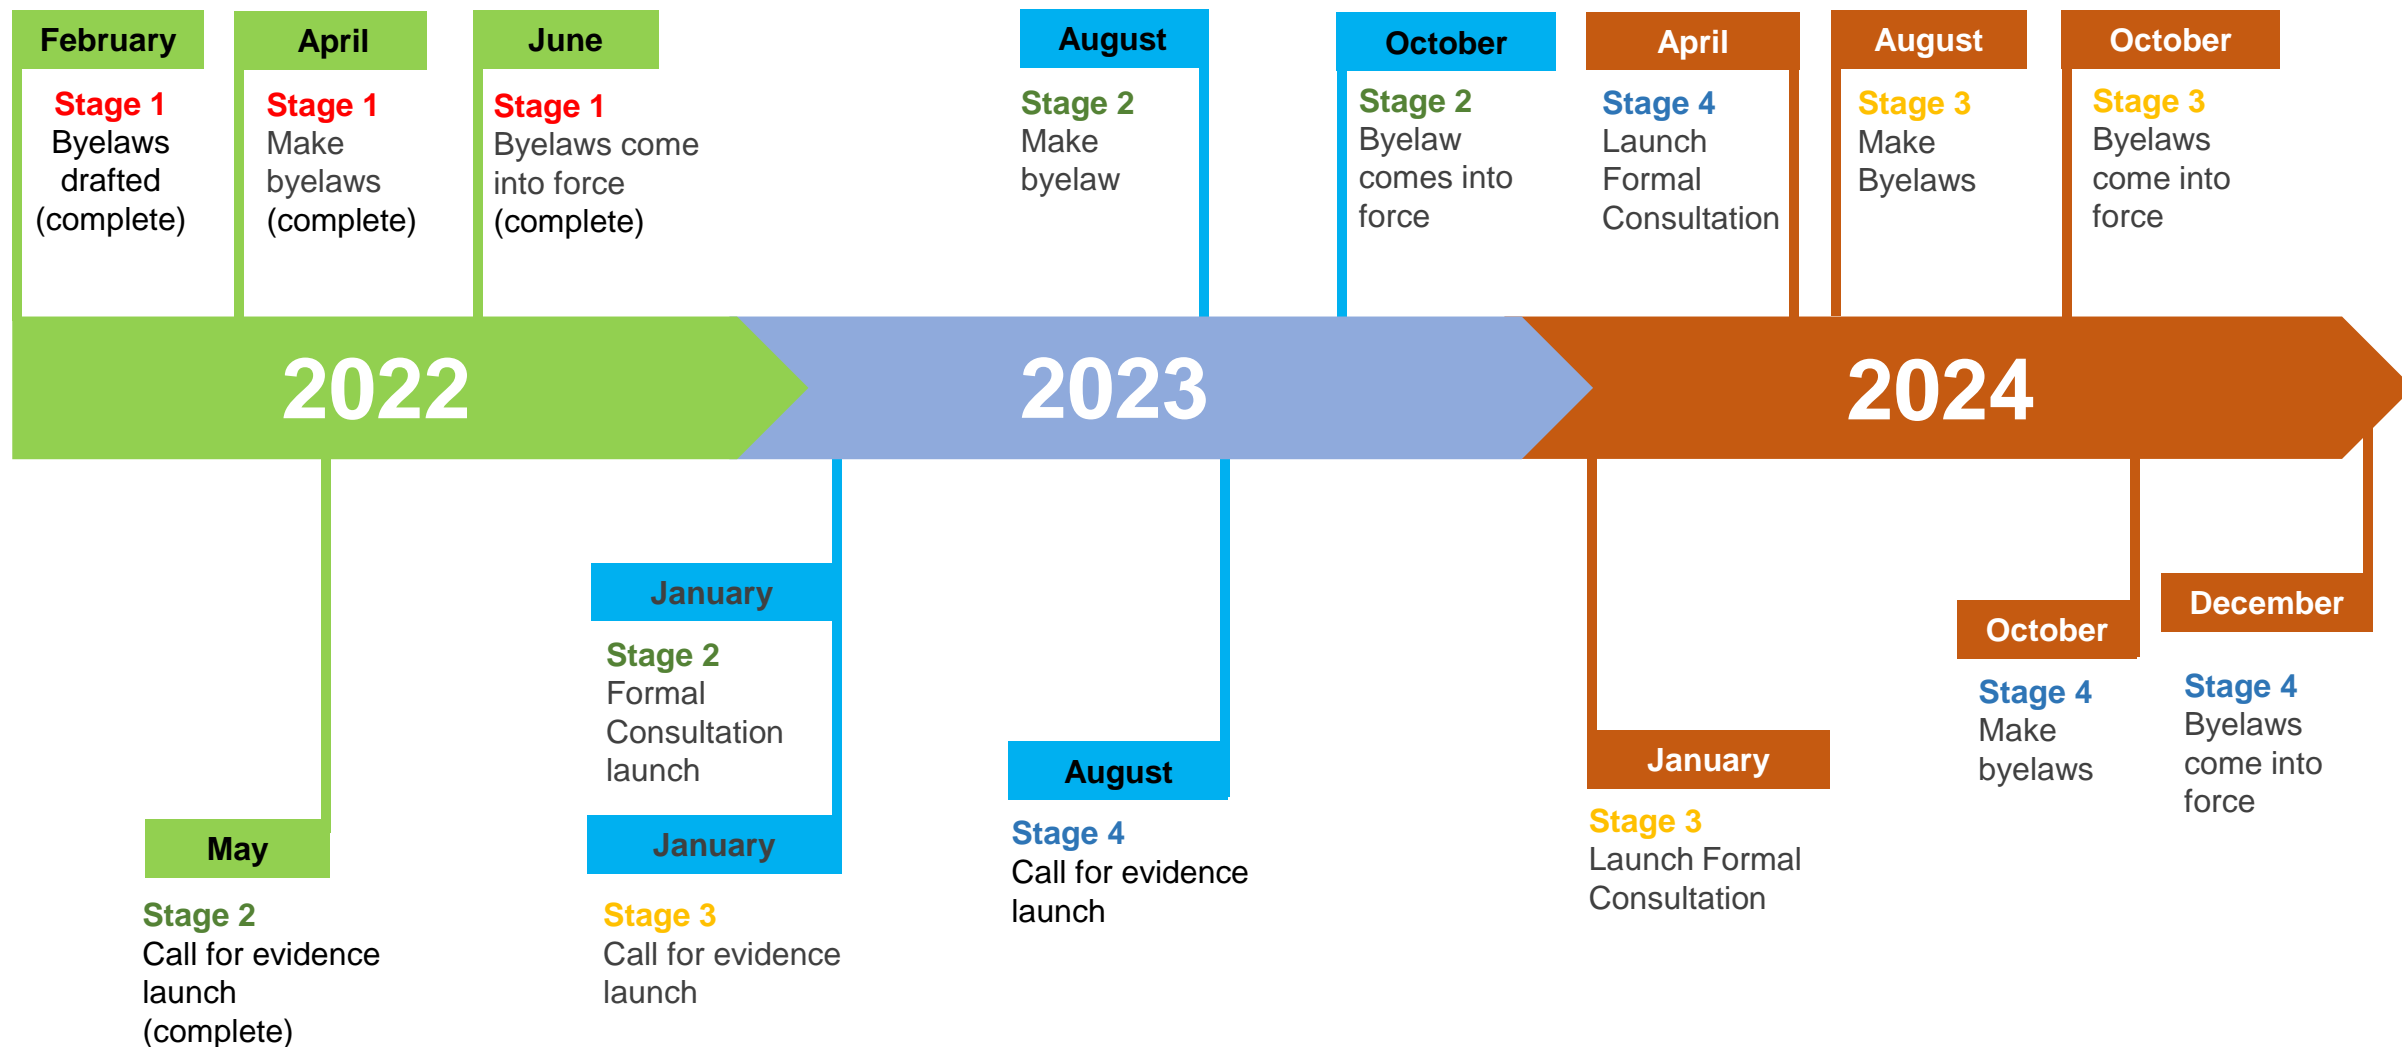 February
Stage 1
Byelaws
drafted
(complete)
April
Stage 1
Make
byelaws
(complete)
June
Stage 1
Byelaws come
into force
(complete)
August
Stage 2
Make
byelaw
October
Stage 2
Byelaw
comes into
force
April
Stage 4
Launch
Formal
Consultation
August
Stage 3
Make
Byelaws
October
Stage 3
Byelaws
come into
force
2022
2023
2024
May
Stage 2
Call for evidence
launch
(complete)
January
Stage 2
Formal
Consultation
launch
January
Stage 3
Call for evidence
launch
August
Stage 4
Call for evidence
launch
January
Stage 3
Launch Formal
Consultation
October
Stage 4
Make
byelaws
December
Stage 4
Byelaws
come into
force